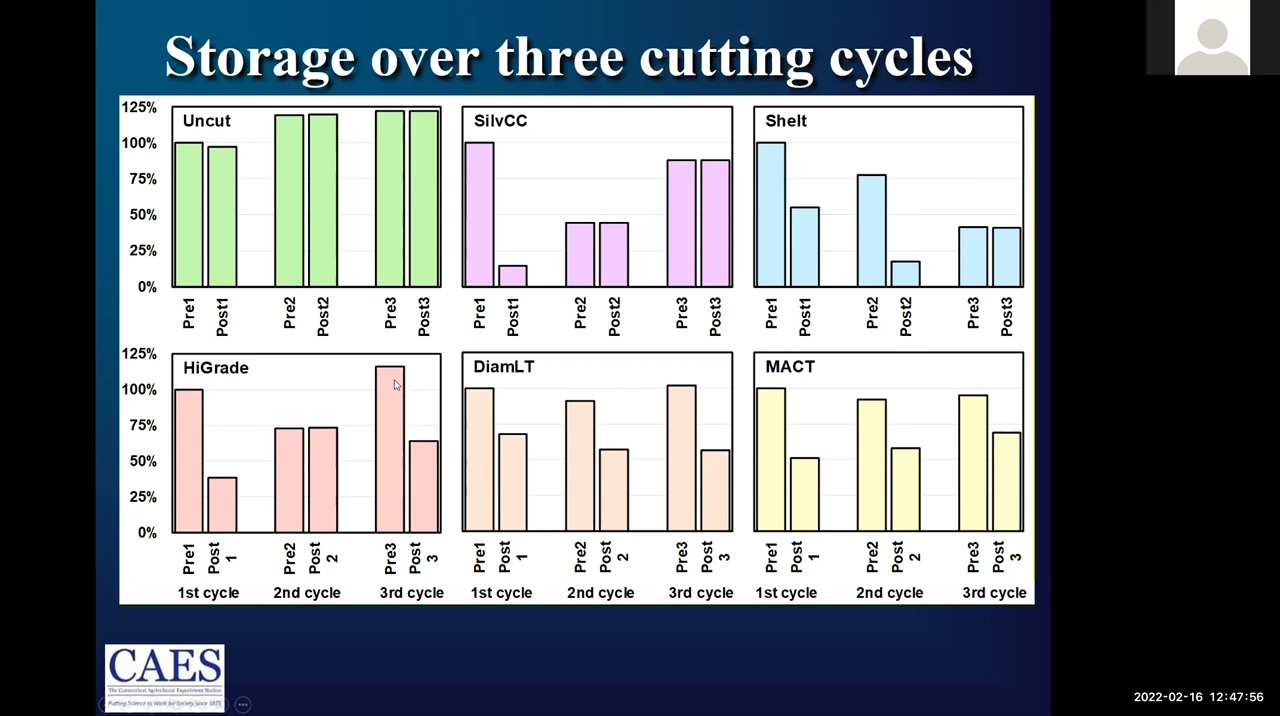 Storage over three cutting cycles
125%
100%
75%
50%
25%
0%
Uncut
Pre1
Post1
Pre2
Post2
Pre3
Post3
SilvCC
Pre1
Post1
Pre2
Post2
Pre3
Post3
Shelt
Pre1
Post1
Pre2
Post2
Pre3
Post3
125%
100%
75%
50%
25%
0%
HiGrade
Pre1
Post
1
Pre2
Post
2
Pre3
Post
3
1st cycle
2nd cycle
3rd cycle
DiamLT
Pre1
Post
1
Pre2
Post
2
Pre3
Post
3
1st cycle
2nd cycle
3rd cycle
MACT
Pre1
Post
1
Pre2
Post
2
Pre3
Post
3
1st cycle
2nd cycle
3rd cycle
CAES
The Connecticut Agricultural Experiment Station
Putting Science to Work for Society since 1875
2022-02-16 12:47:56